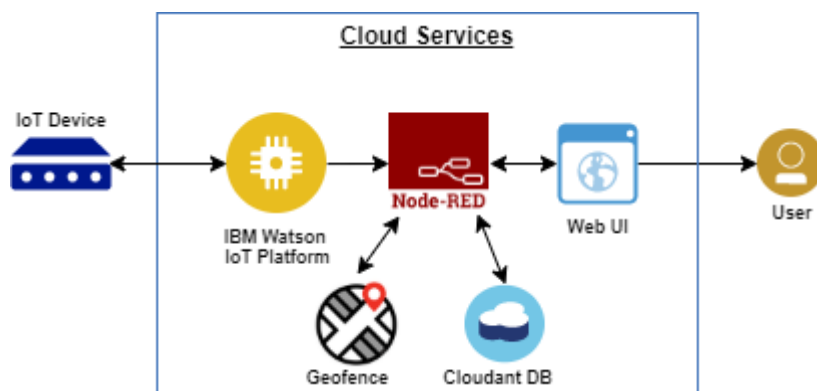 Cloud Services
IoT Device
Node-RED
IBM Watson
IoT Platform
Web UI
User
Geofence
Cloudant DB